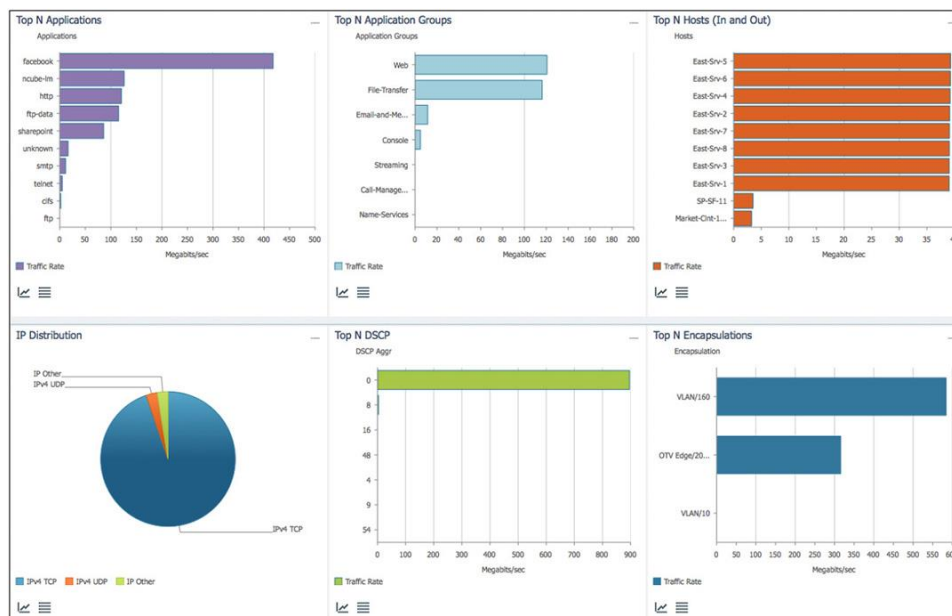 Top N Applications
Applications
facebook
ncube-lm
http
ftp-data
sharepoint
unknown
smtp
telnet
cifs
ftp
0 50 100 150 200 250 300 350 400 450 500
Megabits/sec
Traffic Rate
Top N Application Groups
Application Groups
Web
File-Transfer
Email-and-Me...
Console
Streaming
Call-Manage...
Name-Services
0 20 40 60 80 100 120 140 160 180 200
Megabits/sec
Traffic Rate
Top N Hosts (In and Out)
Hosts
East-Srv-5
East-Srv-6
East-Srv-4
East-Srv-2
East-Srv-7
East-Srv-8
East-Srv-3
East-Srv-1
SP-SF-11
Market-Clnt-1...
0 5 10 15 20 25 30 35
Megabits/sec
Traffic Rate
IP Distribution
IP Other
IPv4 UDP
IPv4 TCP
IPv4 TCP IPv4 UDP IP Other
Top N DSCP
DSCP Aggr
0
8
16
48
4
9
54
0 100 200 300 400 500 600 700 800 900
Megabits/sec
Traffic Rate
Top N Encapsulations
Encapsulation
VLAN/160
OTV Edge/20...
VLAN/10
0 50 100 150 200 250 300 350 400 450 500 550
Megabits/sec
Traffic Rate